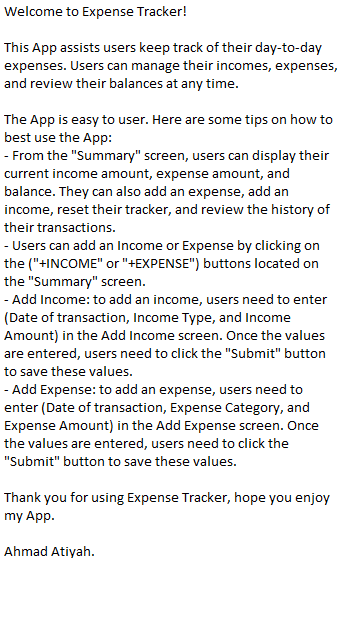 Welcome to Expense Tracker!
This App assists users keep track of their day-to-day
expenses. Users can manage their incomes, expenses,
and review their balances at any time.
The App is easy to user. Here are some tips on how to
best use the App:
- From the "Summary" screen, users can display their
current income amount, expense amount, and
balance. They can also add an expense, add an
income, reset their tracker, and review the history of
their transactions.
- Users can add an Income or Expense by clicking on
the ("+INCOME" or "+EXPENSE") buttons located on
the "Summary" screen.
- Add Income: to add an income, users need to enter
(Date of transaction, Income Type, and Income
Amount) in the Add Income screen. Once the values
are entered, users need to click the "Submit" button
to save these values.
- Add Expense: to add an expense, users need to
enter (Date of transaction, Expense Category, and
Expense Amount) in the Add Expense screen. Once
the values are entered, users need to click the
"Submit" button to save these values.
Thank you for using Expense Tracker, hope you enjoy
my App.
Ahmad Atiyah.